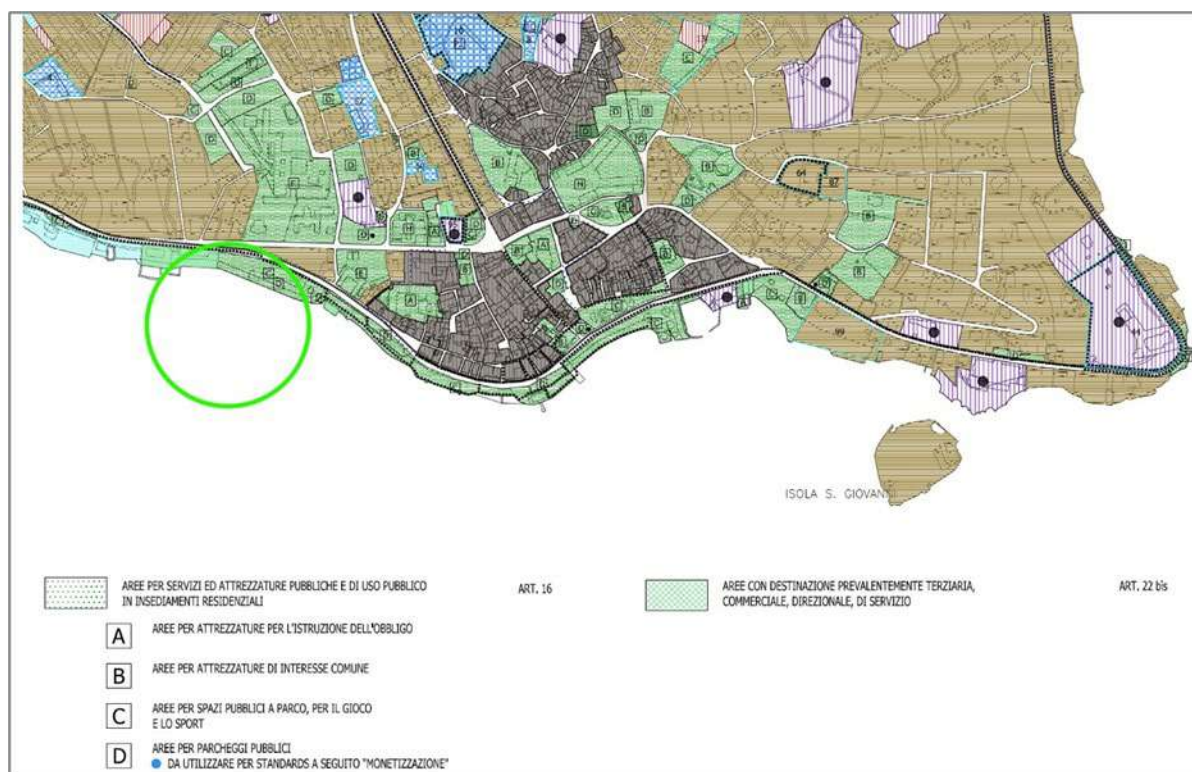 ISOLA S. GIOVANNI
AREE PER SERVIZI ED ATTREZZATURE PUBBLICHE E DI USO PUBBLICO
IN INSEDIAMENTI RESIDENZIALI
ART. 16
AREE CON DESTINAZIONE PREVALENTEMENTE TERZIARIA,
COMMERCIALE, DIREZIONALE, DI SERVIZIO
ART. 22 bis
A AREE PER ATTREZZATURE PER L'ISTRUZIONE DELL'OBBLIGO
B AREE PER ATTREZZATURE DI INTERESSE COMUNE
C AREE PER SPAZI PUBBLICI A PARCO, PER IL GIOCO
E LO SPORT
D AREE PER PARCHEGGI PUBBLICI
DA UTILIZZARE PER STANDARDS A SEGUITO "MONETIZZAZIONE"